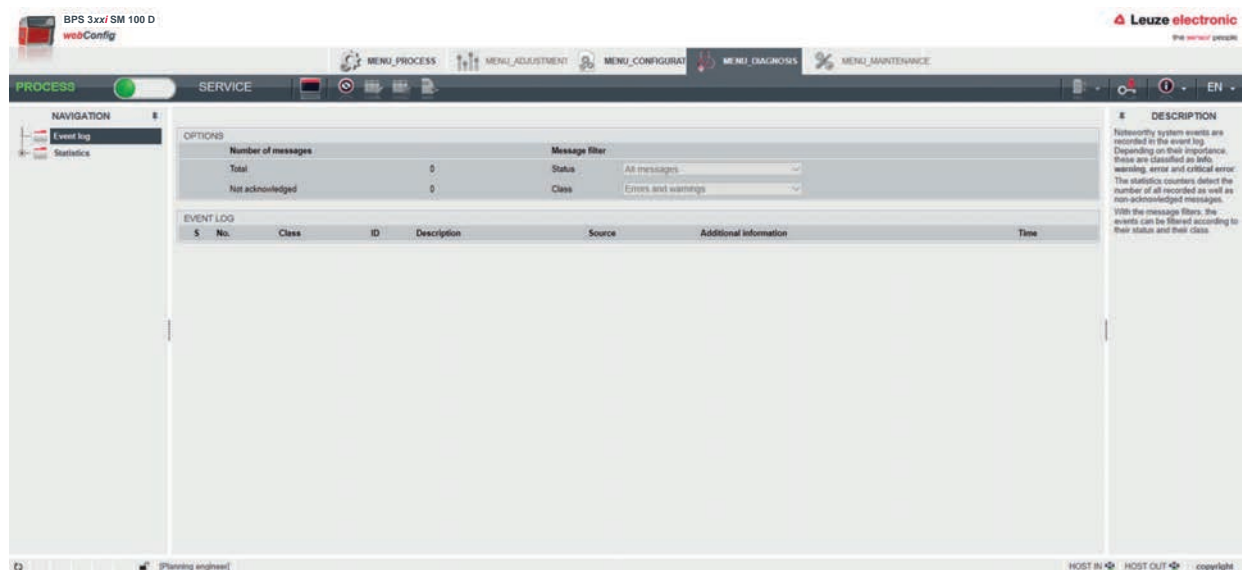 BPS 3xxi SM 100 D
webConfig
Leuze electronic
the sensor people
MENU_PROCESS
MENU_ADJUSTMENT
MENU_CONFIGURAT
MENU_DIAGNOSIS
MENU_MAINTENANCE
PROCESS
SERVICE
EN
NAVIGATION
Event log
Statistics
OPTIONS
Number of messages
Message filter
Total 0
Status All messages
Not acknowledged 0
Class Errors and warnings
EVENT LOG
S No. Class ID Description Source Additional information Time
DESCRIPTION
Noteworthy system events are
recorded in the event log.
Depending on their importance,
these are classified as Info,
warning, error and critical error.
The statistics counters detect the
number of all recorded as well as
non-acknowledged messages.
With the message filters, the
events can be filtered according to
their status and their class.
[Planning engineer]
HOST IN
HOST OUT
copyright